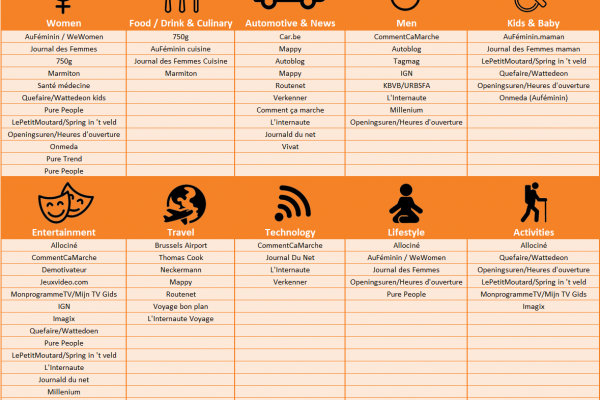 Women Food / Drink & Culinary Automotive & News Men Kids & Baby
AuFéminin / WeWomen 750g Car.be CommentCaMarche AuFéminin.maman
Journal des Femmes AuFéminin cuisine Mappy Autoblog Journal des Femmes maman
750g Journal des Femmes Cuisine Autoblog Tagmag LePetitMoutard/Spring in 't veld
Marmiton Marmiton Mappy IGN Quefaire/Wattedeon
Santé médecine Routenet KBVB/URBSFA Openingsuren/Heures d'ouverture
Quefaire/Wattedeon kids Verkenner L'Internaute Onmeda (Auféminin)
Pure People Comment ça marche Millenium
LePetitMoutard/Spring in 't veld L'internaute Openingsuren/Heures d'ouverture
Openingsuren/Heures d'ouverture Journald du net
Onmeda Vivat
Pure Trend
Pure People
Entertainment Travel Technology Lifestyle Activities
Allociné Brussels Airport CommentCaMarche Allociné Allociné
CommentCaMarche Thomas Cook Journal Du Net AuFéminin / WeWomen Quefaire/Wattedeon
Demotivateur Neckermann L'Internaute Journal des Femmes Openingsuren/Heures d'ouverture
Jeuxvideo.com Mappy Verkenner Openingsuren/Heures d'ouverture LePetitMoutard/Spring in 't veld
MonprogrammeTV/Mijn TV Gids Routenet Pure People MonprogrammeTV/Mijn TV Gids
IGN Voyage bon plan Imagix
Imagix L'Internaute Voyage
Quefaire/Wattedoen
Pure People
LePetitMoutard/Spring in 't veld
L'Internaute
Journald du net
Millenium